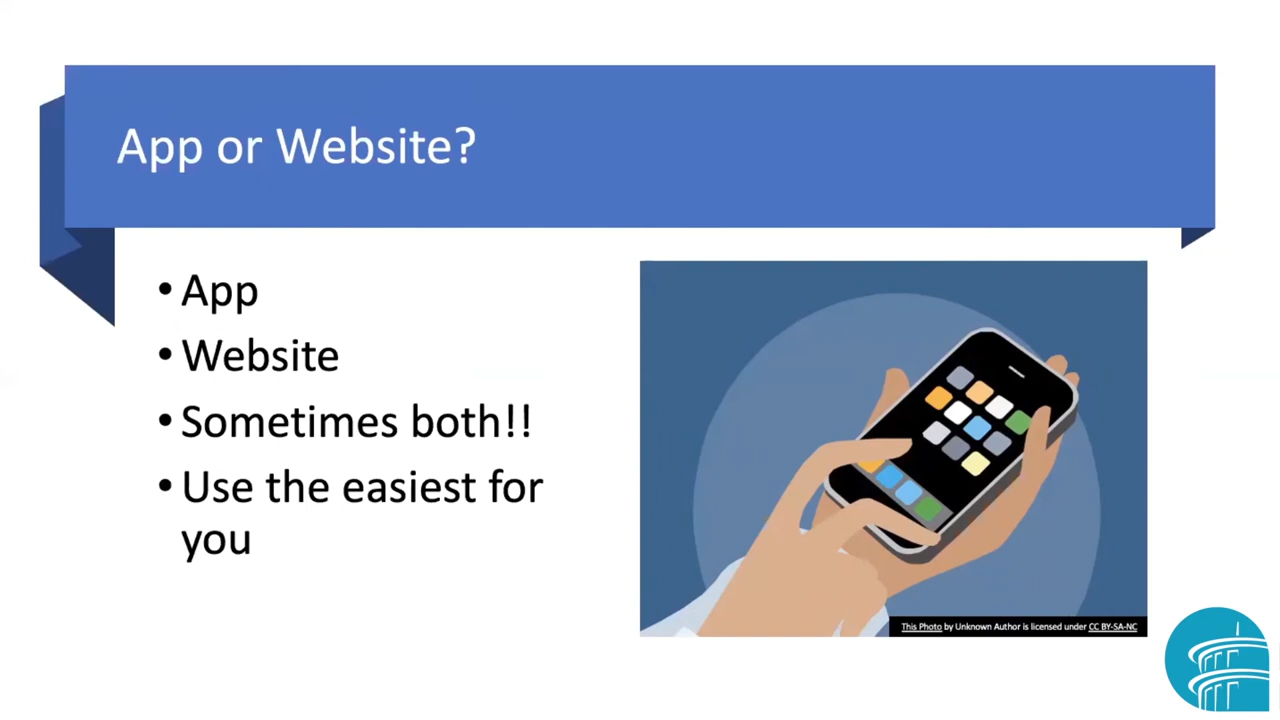 App or Website?
• App
• Website
• Sometimes both!!
• Use the easiest for
you
This Photo by Unknown Author is licensed under CC BY-SA-NC